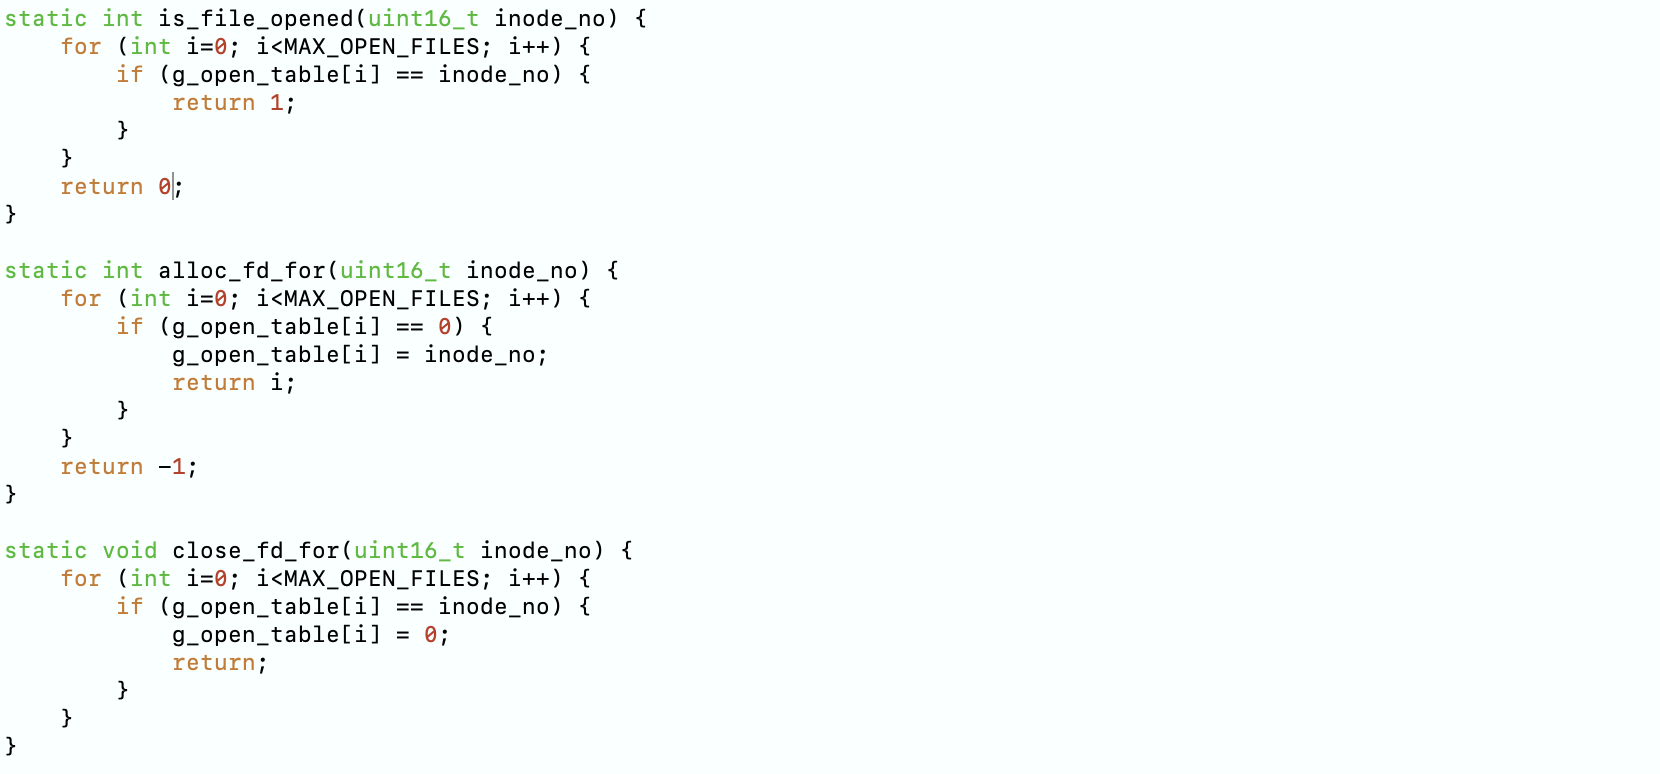 static int is_file_opened(uint16_t inode_no) {
    for (int i=0; i<MAX_OPEN_FILES; i++) {
        if (g_open_table[i] == inode_no) {
            return 1;
        }
    }
    return 0;
}

static int alloc_fd_for(uint16_t inode_no) {
    for (int i=0; i<MAX_OPEN_FILES; i++) {
        if (g_open_table[i] == 0) {
            g_open_table[i] = inode_no;
            return i;
        }
    }
    return -1;
}

static void close_fd_for(uint16_t inode_no) {
    for (int i=0; i<MAX_OPEN_FILES; i++) {
        if (g_open_table[i] == inode_no) {
            g_open_table[i] = 0;
            return;
        }
    }
}